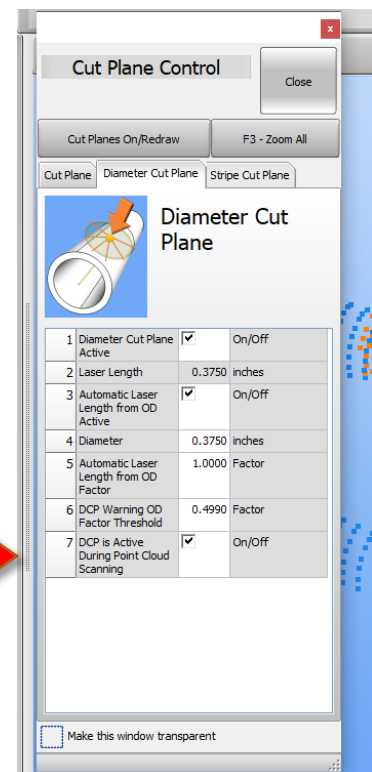 x
Cut Plane Control
Close
Cut Planes On/Redraw
F3 - Zoom All
Cut Plane
Diameter Cut Plane
Stripe Cut Plane
Diameter Cut
Plane
1 Diameter Cut Plane On/Off
Active
2 Laser Length 0.3750 inches
3 Automatic Laser On/Off
Length from OD
Active
4 Diameter 0.3750 inches
5 Automatic Laser 1.0000 Factor
Length from OD
Factor
6 DCP Warning OD 0.4990 Factor
Factor Threshold
7 DCP is Active On/Off
During Point Cloud
Scanning
Make this window transparent